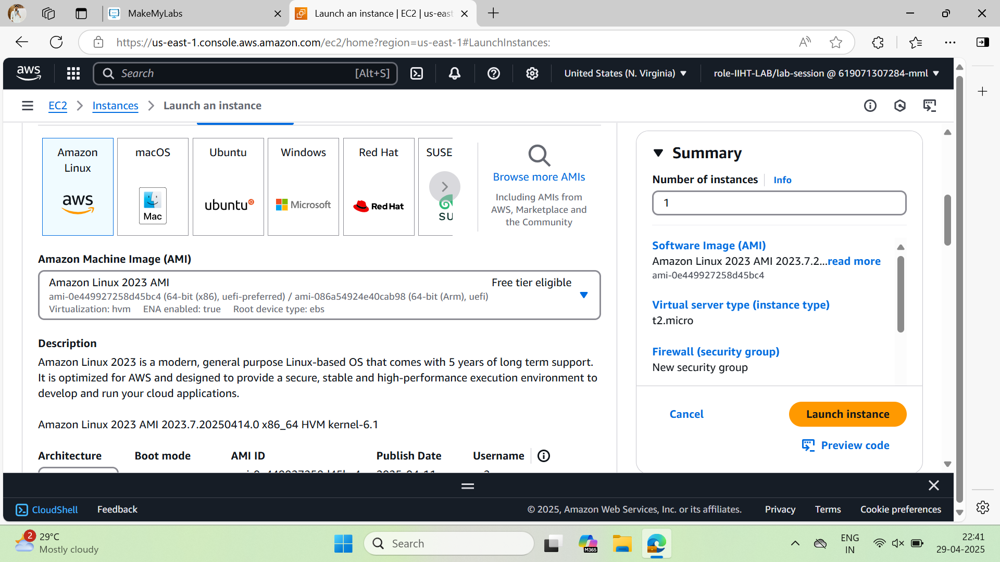 MakeMyLabs
Launch an instance | EC2 | us-east
https://us-east-1.console.aws.amazon.com/ec2/home?region=us-east-1#LaunchInstances:
aws
Search
[Alt+S]
United States (N. Virginia)
role-IIHT-LAB/lab-session @ 619071307284-mml
EC2
Instances
Launch an instance
Amazon
Linux
aws
macOS
Mac
Ubuntu
ubuntu
Windows
Microsoft
Red Hat
Red Hat
SUSE
SU
Browse more AMIs
Including AMIs from
AWS, Marketplace and
the Community
Amazon Machine Image (AMI)
Amazon Linux 2023 AMI
Free tier eligible
ami-0e449927258d45bc4 (64-bit (x86), uefi-preferred) / ami-086a54924e40cab98 (64-bit (Arm), uefi)
Virtualization: hvm ENA enabled: true Root device type: ebs
Description
Amazon Linux 2023 is a modern, general purpose Linux-based OS that comes with 5 years of long term support.
It is optimized for AWS and designed to provide a secure, stable and high-performance execution environment to
develop and run your cloud applications.
Amazon Linux 2023 AMI 2023.7.20250414.0 x86_64 HVM kernel-6.1
Architecture Boot mode AMI ID Publish Date Username
Summary
Number of instances
Info
1
Software Image (AMI)
Amazon Linux 2023 AMI 2023.7.2...read more
ami-0e449927258d45bc4
Virtual server type (instance type)
t2.micro
Firewall (security group)
New security group
Cancel
Launch instance
Preview code
CloudShell
Feedback
© 2025, Amazon Web Services, Inc. or its affiliates.
Privacy
Terms
Cookie preferences
2
29°C
Mostly cloudy
Search
M365
ENG
IN
22:41
29-04-2025